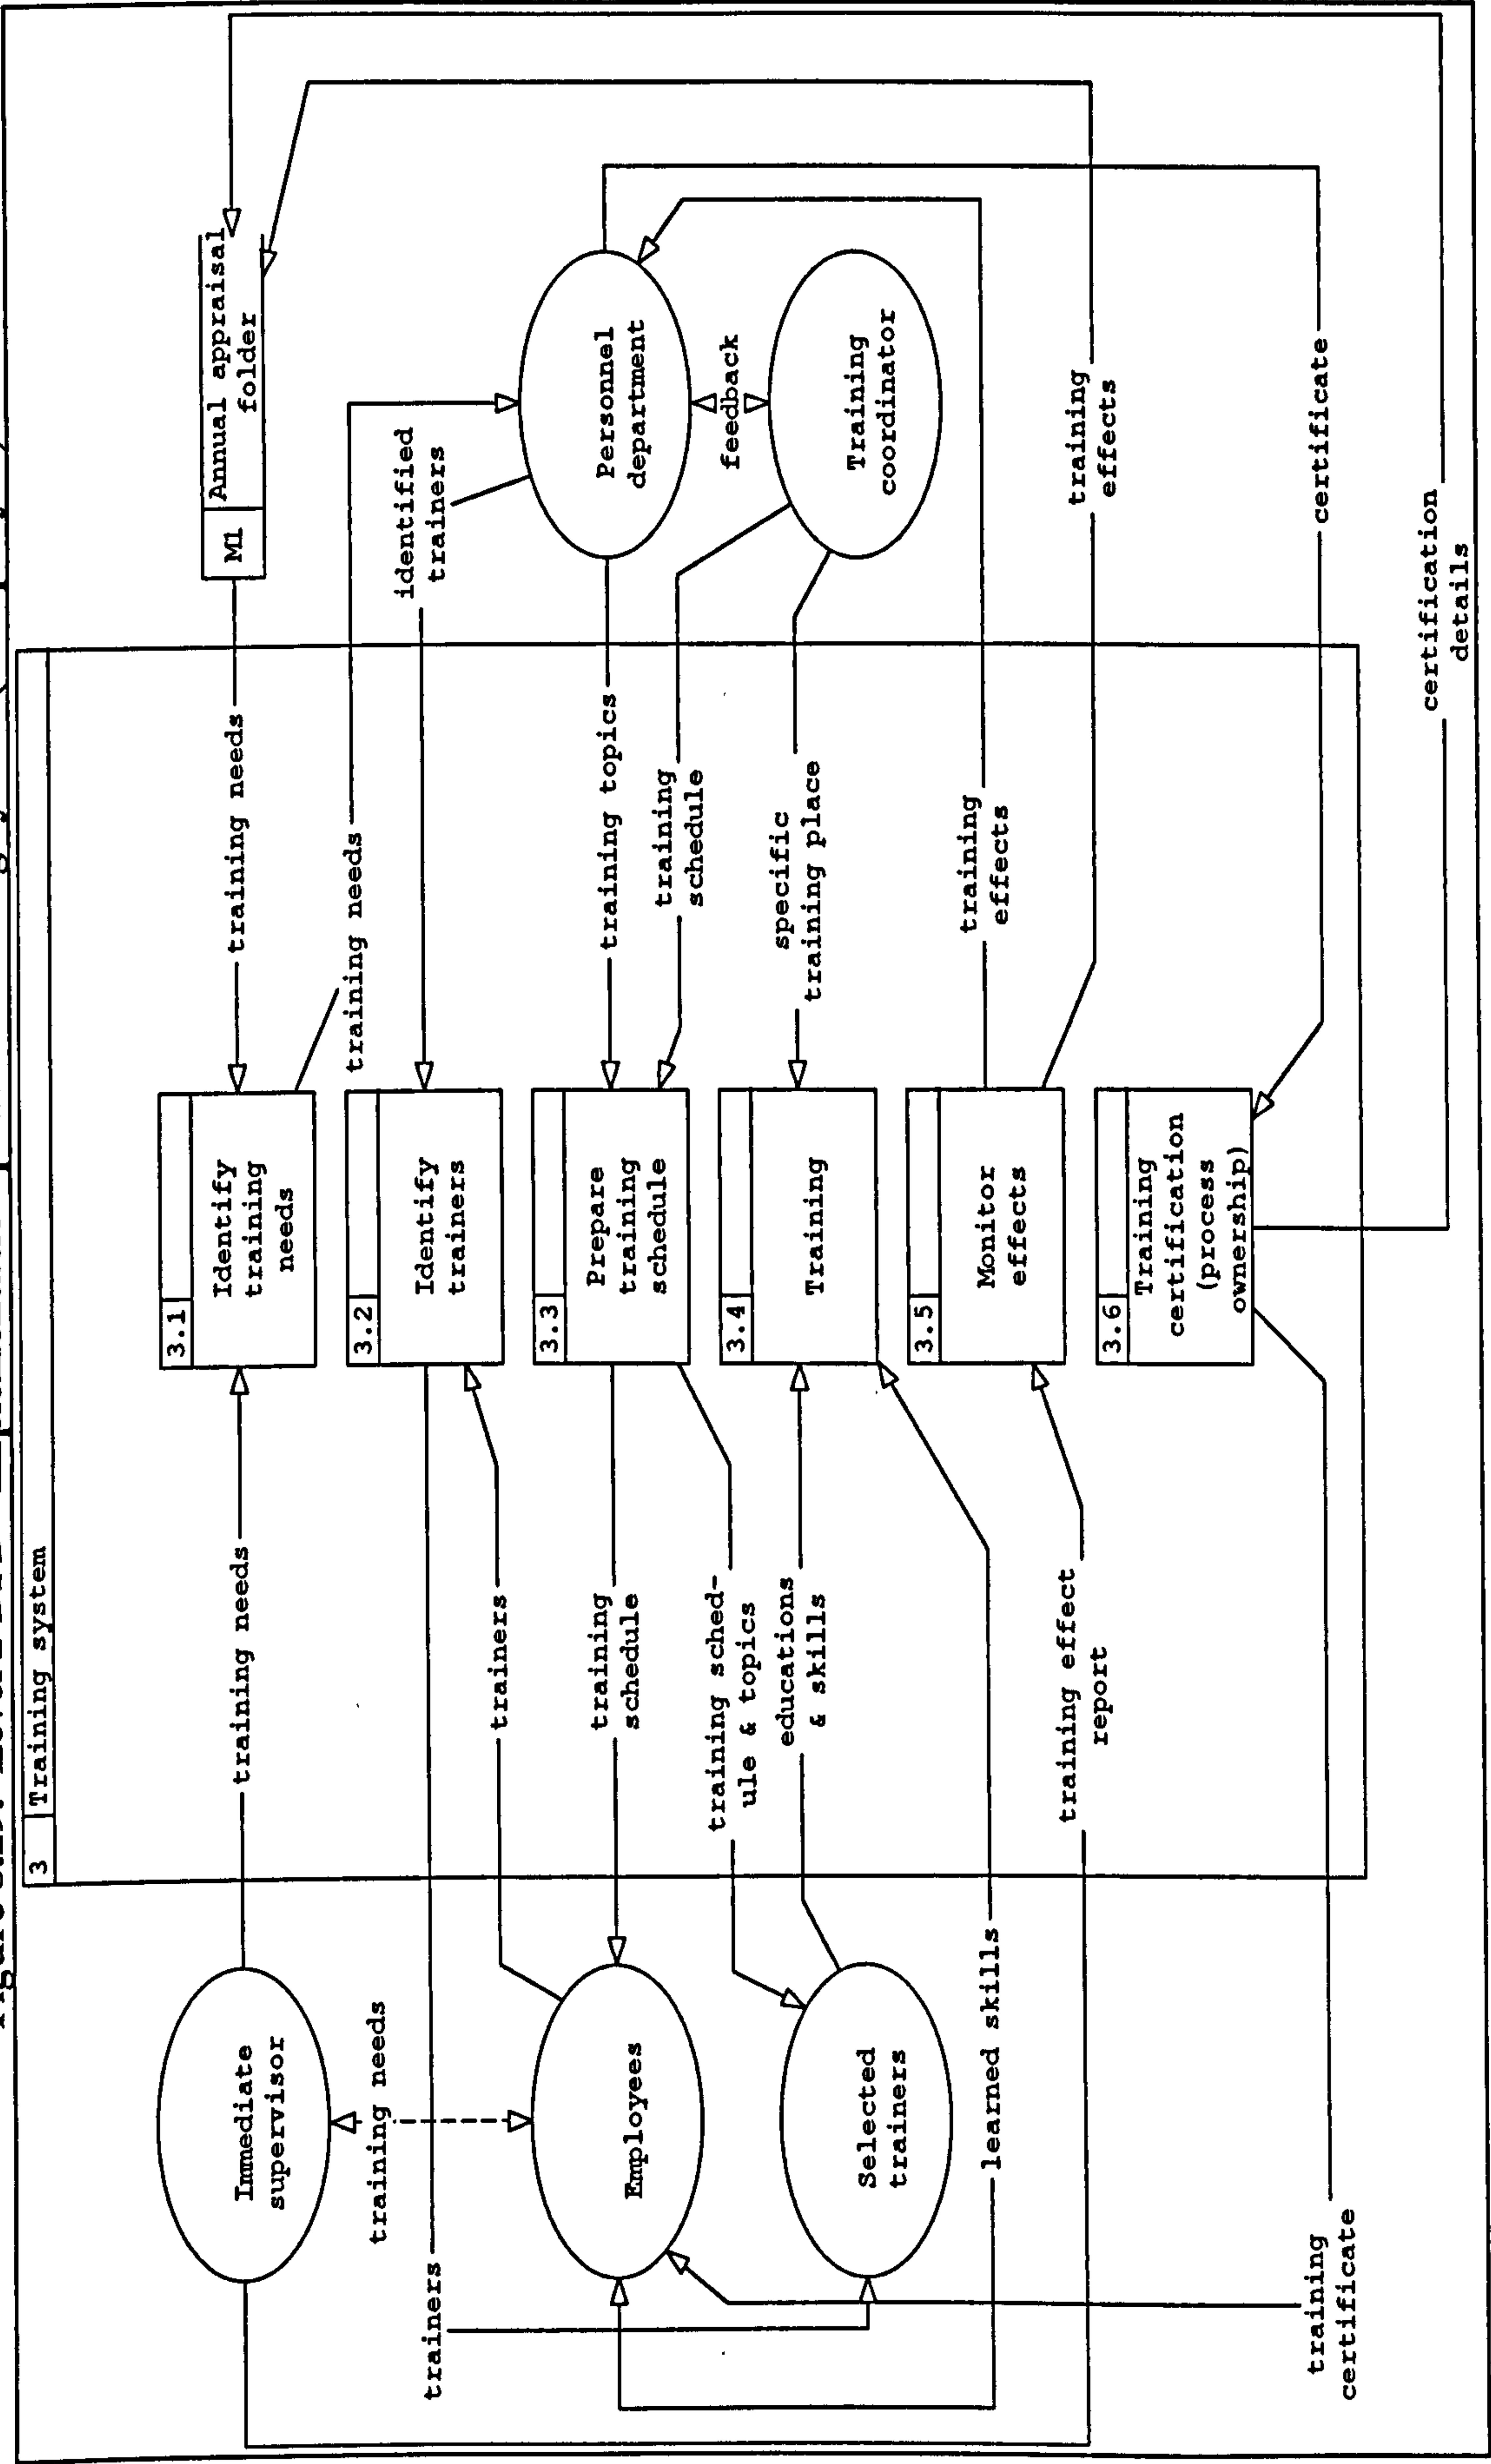 3 Training system
Immediate
supervisor
training needs
Employees
Selected
trainers
trainers
training needs
trainers
training
schedule
training sched-
ule & topics
educations
& skills
learned skills
training effect
report
training
certificate
3.1
Identify
training
needs
3.2
Identify
trainers
3.3
Prepare
training
schedule
3.4
Training
3.5
Monitor
effects
3.6
Training
certification
(process
ownership)
training needs
training needs
identified
trainers
training topics
training
schedule
specific
training place
training
effects
training
effects
certificate
certification
details
M1 Annual appraisal
folder
Personnel
department
feedback
Training
coordinator